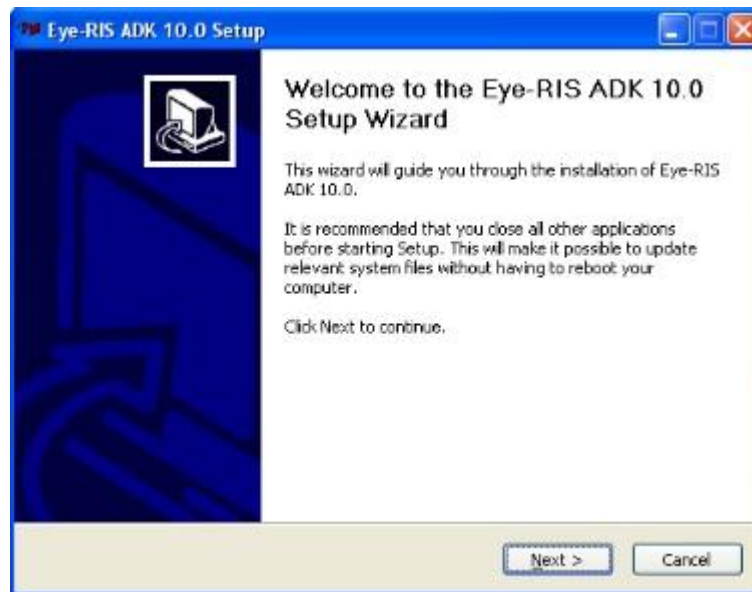 Eye-RIS ADK 10.0 Setup
Welcome to the Eye-RIS ADK 10.0
Setup Wizard
This wizard will guide you through the installation of Eye-RIS
ADK 10.0.
It is recommended that you close all other applications
before starting Setup. This will make it possible to update
relevant system files without having to reboot your
computer.
Click Next to continue.
Next >
Cancel